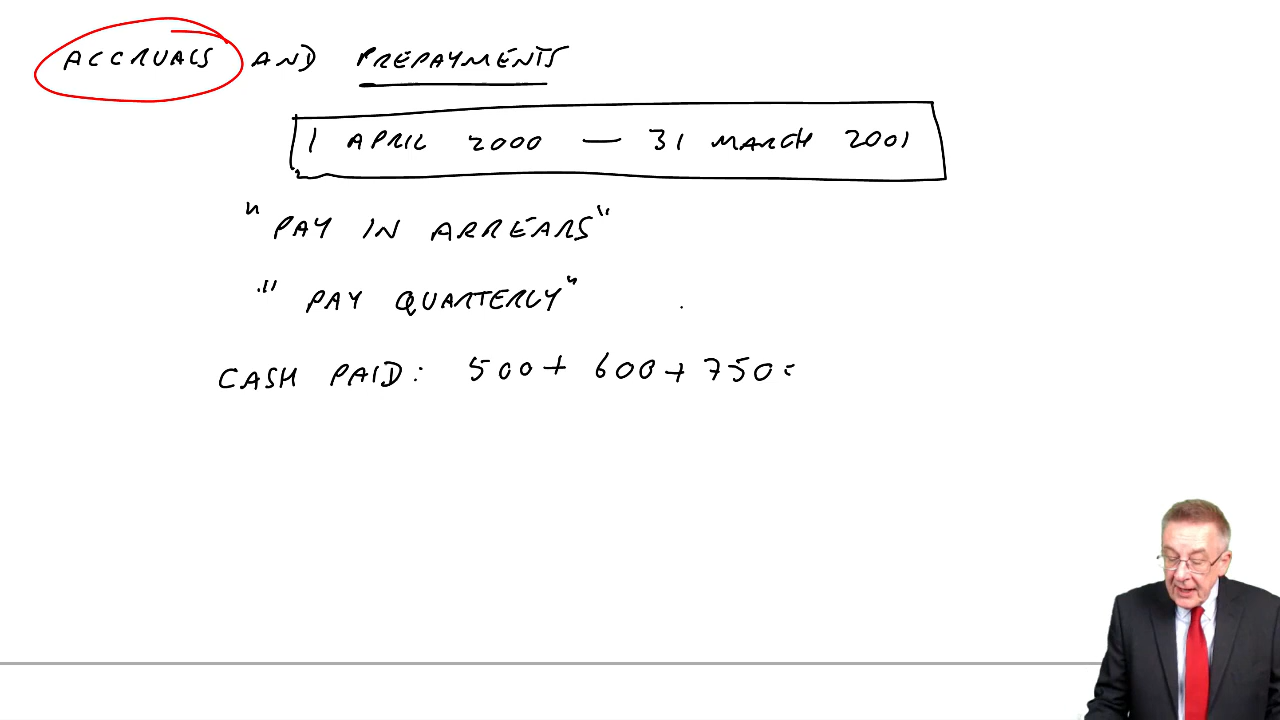 ACCRUALS AND PREPAYMENTS
1 APRIL 2000 — 31 MARCH 2001
"PAY IN ARREARS"
"PAY QUARTERLY"
CASH PAID: 500 + 600 + 750 =